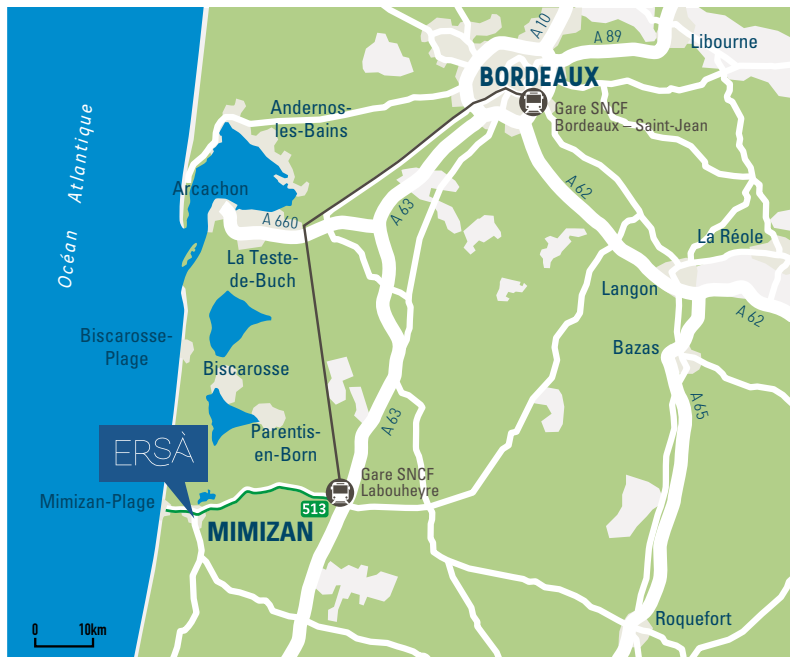 A 10
A 89
Libourne
BORDEAUX
Gare SNCF
Bordeaux – Saint-Jean
Andernos-
les-Bains
Océan Atlantique
Arcachon
A 660
A 63
A 62
La Réole
La Teste-
de-Buch
Langon
A 62
Biscarosse-
Plage
Bazas
Biscarosse
A 65
A 63
Parentis-
en-Born
ERSÀ
Gare SNCF
Labouheyre
Mimizan-Plage
513
MIMIZAN
Roquefort
0 10km